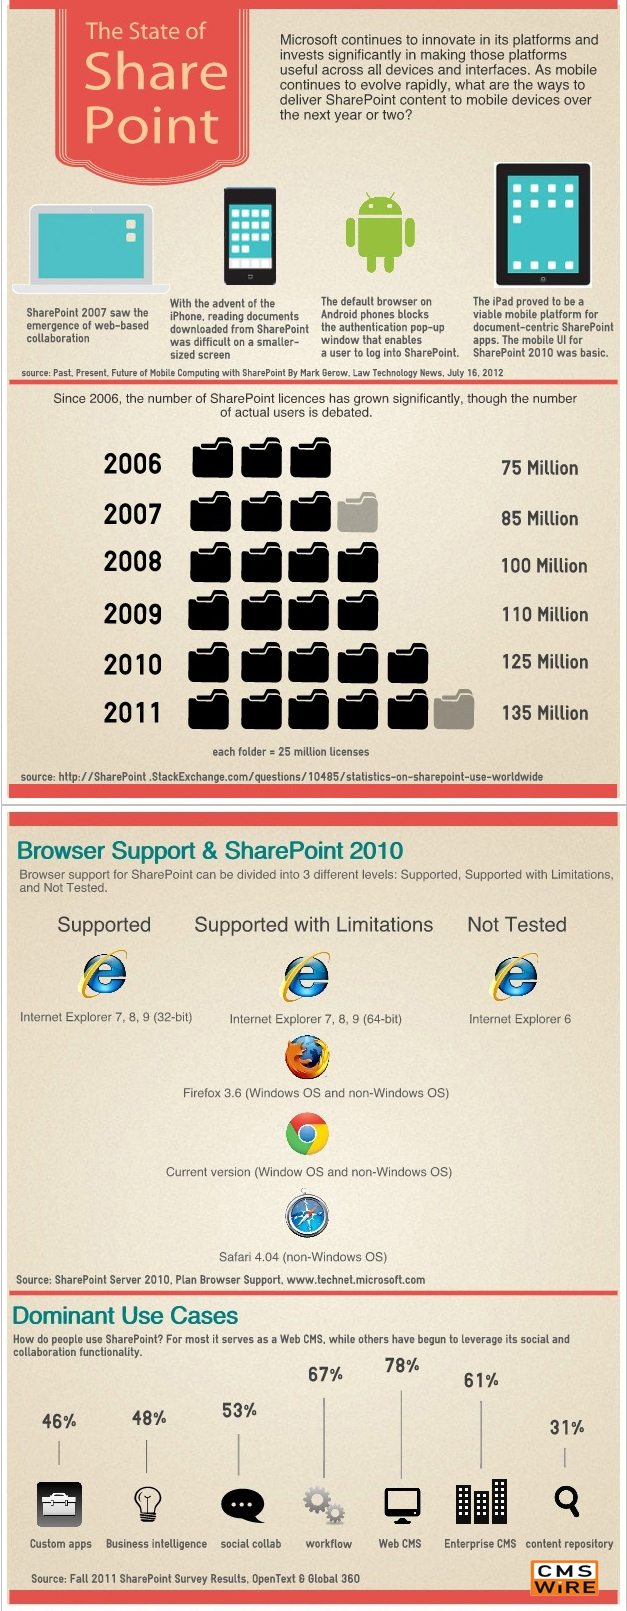 The State of
Share
Point
Microsoft continues to innovate in its platforms and
invests significantly in making those platforms
useful across all devices and interfaces. As mobile
continues to evolve rapidly, what are the ways to
deliver SharePoint content to mobile devices over
the next year or two?
SharePoint 2007 saw the
emergence of web-based
collaboration
With the advent of the
iPhone, reading documents
downloaded from SharePoint
was difficult on a smaller-
sized screen
The default browser on
Android phones blocks
the authentication pop-up
window that enables
a user to log into SharePoint.
The iPad proved to be a
viable mobile platform for
document-centric SharePoint
apps. The mobile UI for
SharePoint 2010 was basic.
source: Past, Present, Future of Mobile Computing with SharePoint By Mark Gerow, Law Technology News, July 16, 2012
Since 2006, the number of SharePoint licences has grown significantly, though the number
of actual users is debated.
2006 75 Million
2007 85 Million
2008 100 Million
2009 110 Million
2010 125 Million
2011 135 Million
each folder = 25 million licenses
source: http://SharePoint .StackExchange.com/questions/10485/statistics-on-sharepoint-use-worldwide
Browser Support & SharePoint 2010
Browser support for SharePoint can be divided into 3 different levels: Supported, Supported with Limitations,
and Not Tested.
Supported Supported with Limitations Not Tested
Internet Explorer 7, 8, 9 (32-bit) Internet Explorer 7, 8, 9 (64-bit) Internet Explorer 6
Firefox 3.6 (Windows OS and non-Windows OS)
Current version (Window OS and non-Windows OS)
Safari 4.04 (non-Windows OS)
Source: SharePoint Server 2010, Plan Browser Support, www.technet.microsoft.com
Dominant Use Cases
How do people use SharePoint? For most it serves as a Web CMS, while others have begun to leverage its social and
collaboration functionality.
46% 48% 53% 67% 78% 61% 31%
Custom apps Business intelligence social collab workflow Web CMS Enterprise CMS content repository
Source: Fall 2011 SharePoint Survey Results, OpenText & Global 360
CMS
WiRE